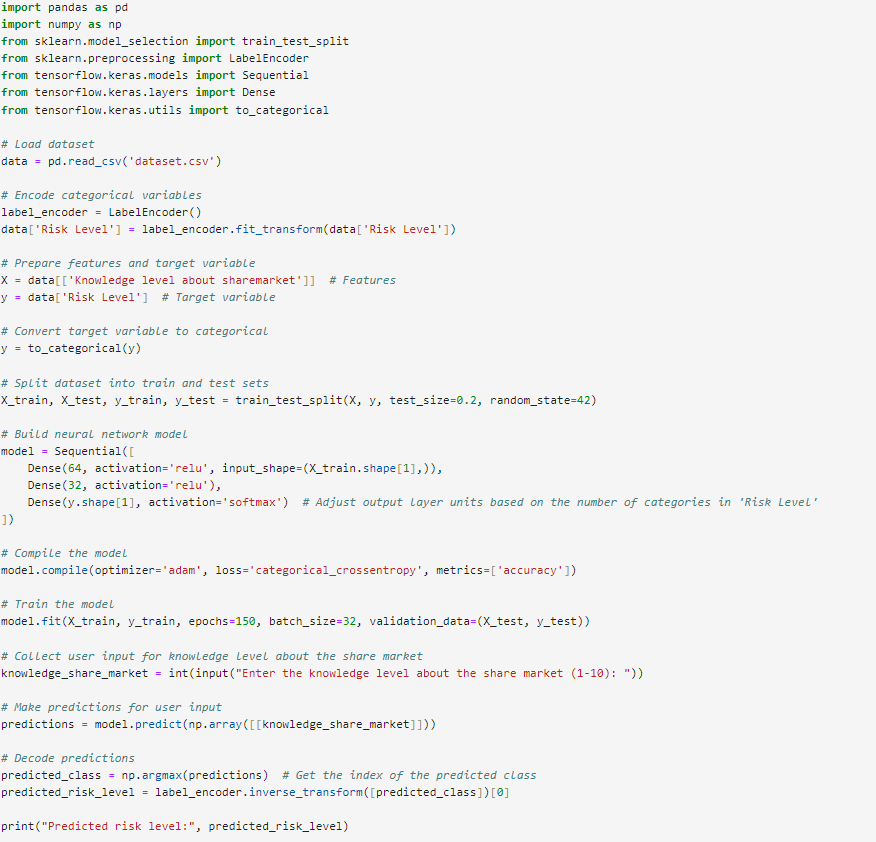 import pandas as pd
import numpy as np
from sklearn.model_selection import train_test_split
from sklearn.preprocessing import LabelEncoder
from tensorflow.keras.models import Sequential
from tensorflow.keras.layers import Dense
from tensorflow.keras.utils import to_categorical

# Load dataset
data = pd.read_csv('dataset.csv')

# Encode categorical variables
label_encoder = LabelEncoder()
data['Risk Level'] = label_encoder.fit_transform(data['Risk Level'])

# Prepare features and target variable
X = data[['Knowledge level about sharemarket']]  # Features
y = data['Risk Level']  # Target variable

# Convert target variable to categorical
y = to_categorical(y)

# Split dataset into train and test sets
X_train, X_test, y_train, y_test = train_test_split(X, y, test_size=0.2, random_state=42)

# Build neural network model
model = Sequential([
    Dense(64, activation='relu', input_shape=(X_train.shape[1],)),
    Dense(32, activation='relu'),
    Dense(y.shape[1], activation='softmax')  # Adjust output layer units based on the number of categories in 'Risk Level'
])

# Compile the model
model.compile(optimizer='adam', loss='categorical_crossentropy', metrics=['accuracy'])

# Train the model
model.fit(X_train, y_train, epochs=150, batch_size=32, validation_data=(X_test, y_test))

# Collect user input for knowledge level about the share market
knowledge_share_market = int(input("Enter the knowledge level about the share market (1-10): "))

# Make predictions for user input
predictions = model.predict(np.array([[knowledge_share_market]]))

# Decode predictions
predicted_class = np.argmax(predictions)  # Get the index of the predicted class
predicted_risk_level = label_encoder.inverse_transform([predicted_class])[0]

print("Predicted risk level:", predicted_risk_level)